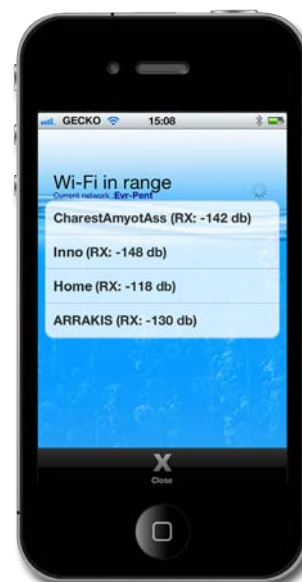 GECKO 15:08
Wi-Fi in range
Current network : Evr-Pont
CharestAmyotAss (RX: -142 db)
Inno (RX: -148 db)
Home (RX: -118 db)
ARRAKIS (RX: -130 db)
X
Close